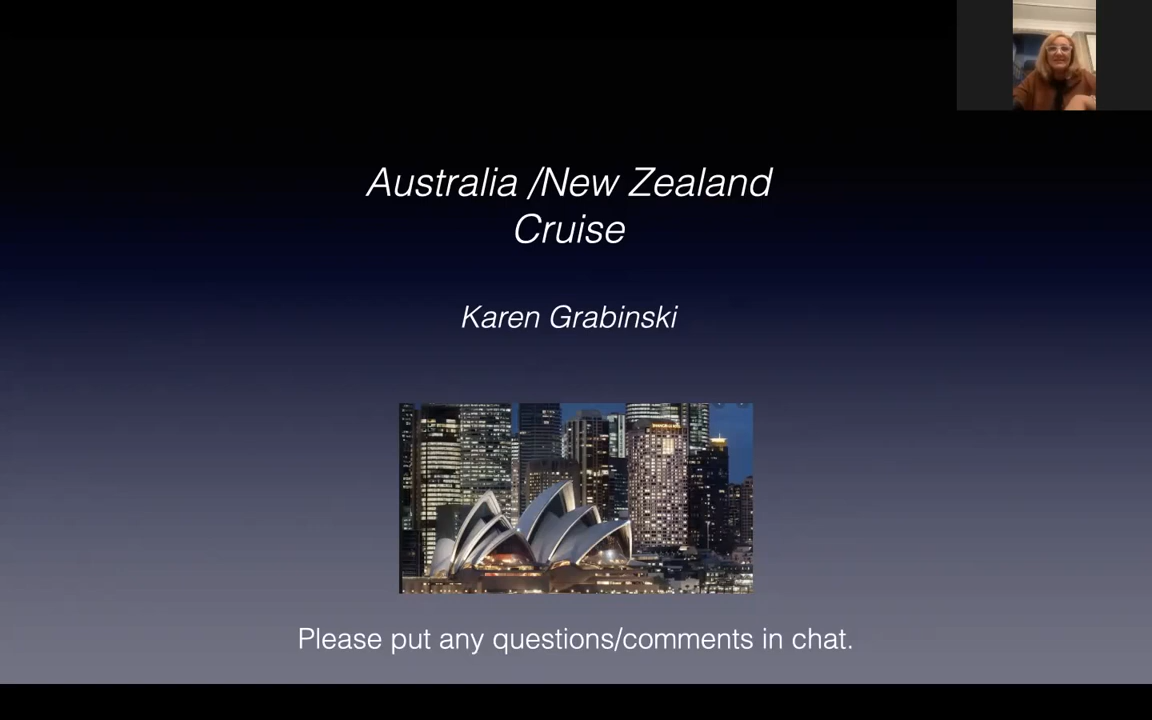 Australia /New Zealand
Cruise
Karen Grabinski
Please put any questions/comments in chat.